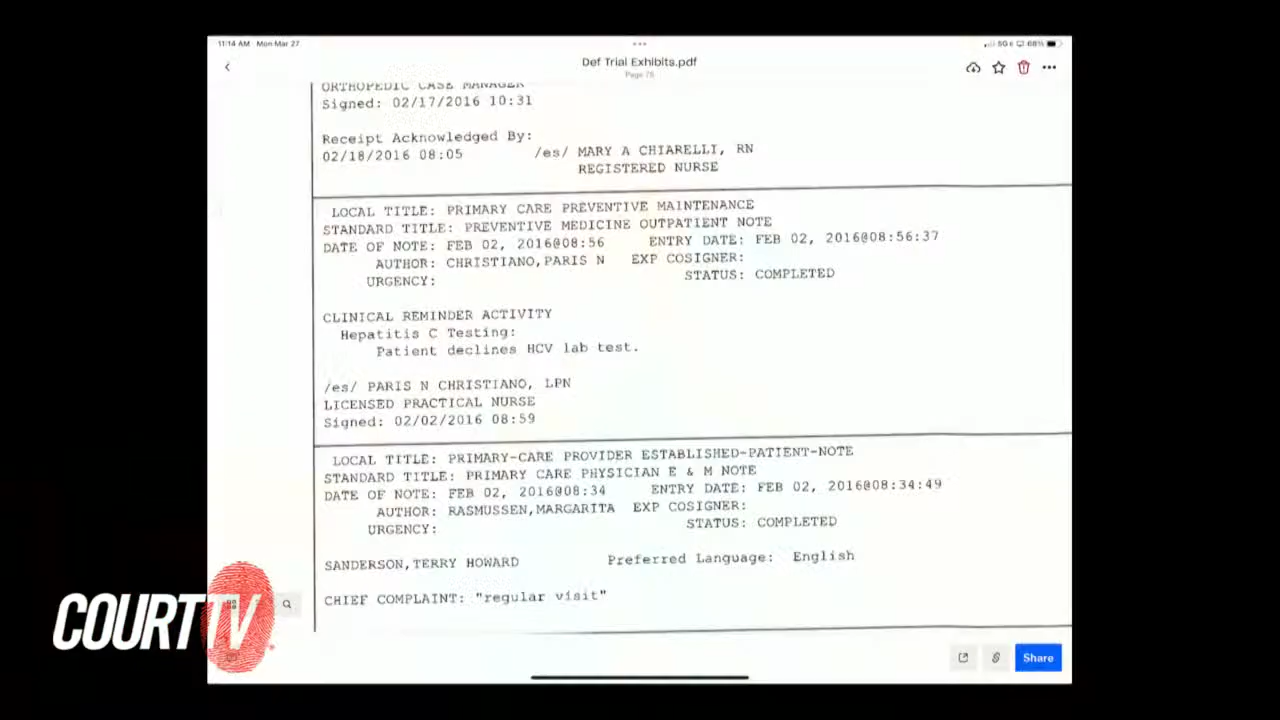 11:14 AM Mon Mar 27
5G 68%
Def Trial Exhibits.pdf
Page 76
ORTHOPEDIC CASE MANAGER
Signed: 02/17/2016 10:31
Receipt Acknowledged By:
02/18/2016 08:05 /es/ MARY A CHIARELLI, RN
REGISTERED NURSE
LOCAL TITLE: PRIMARY CARE PREVENTIVE MAINTENANCE
STANDARD TITLE: PREVENTIVE MEDICINE OUTPATIENT NOTE
DATE OF NOTE: FEB 02, 2016@08:56 ENTRY DATE: FEB 02, 2016@08:56:37
AUTHOR: CHRISTIANO,PARIS N EXP COSIGNER:
URGENCY: STATUS: COMPLETED
CLINICAL REMINDER ACTIVITY
Hepatitis C Testing:
Patient declines HCV lab test.
/es/ PARIS N CHRISTIANO, LPN
LICENSED PRACTICAL NURSE
Signed: 02/02/2016 08:59
LOCAL TITLE: PRIMARY-CARE PROVIDER ESTABLISHED-PATIENT-NOTE
STANDARD TITLE: PRIMARY CARE PHYSICIAN E & M NOTE
DATE OF NOTE: FEB 02, 2016@08:34 ENTRY DATE: FEB 02, 2016@08:34:49
AUTHOR: RASMUSSEN,MARGARITA EXP COSIGNER:
URGENCY: STATUS: COMPLETED
SANDERSON,TERRY HOWARD Preferred Language: English
CHIEF COMPLAINT: "regular visit"
COURT TV
Share